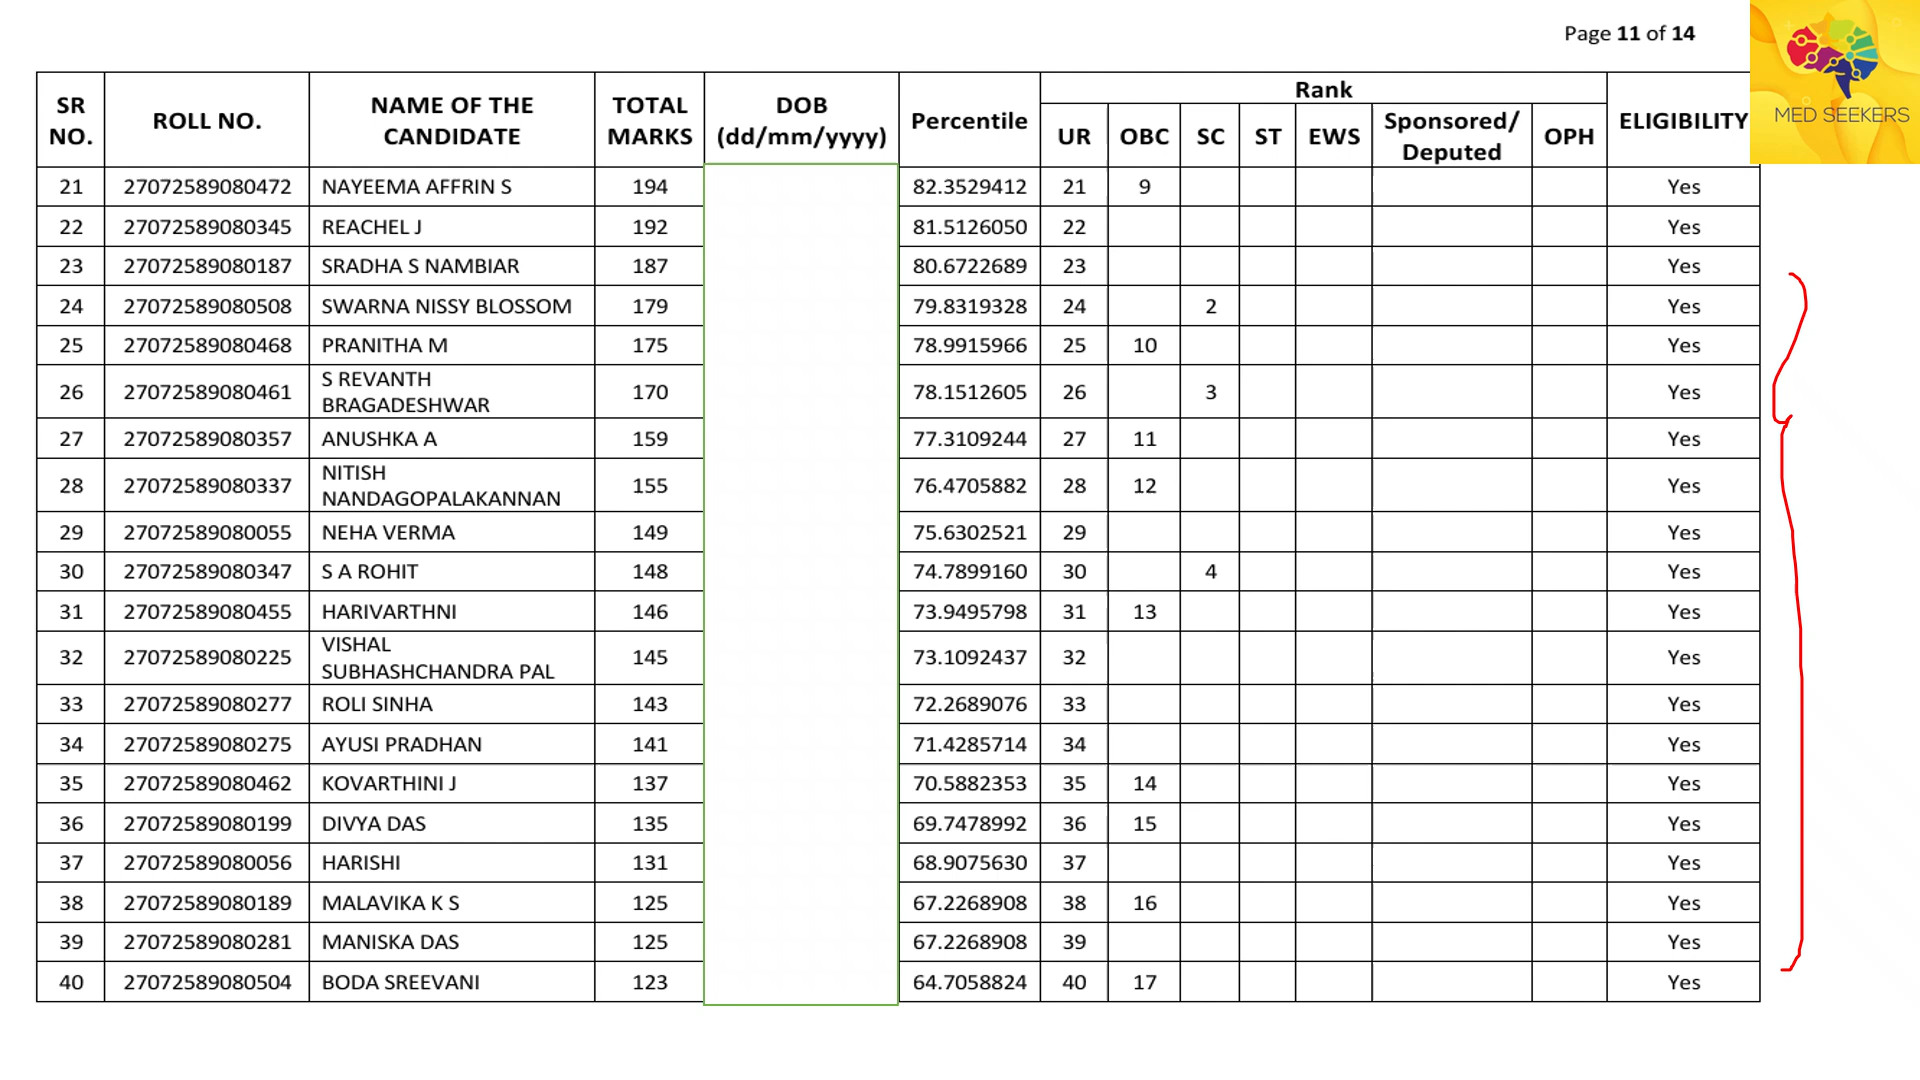 Page 11 of 14
MED SEEKERS
SR NO. ROLL NO. NAME OF THE CANDIDATE TOTAL MARKS DOB (dd/mm/yyyy) Percentile Rank ELIGIBILITY
UR OBC SC ST EWS Sponsored/ Deputed OPH
21 27072589080472 NAYEEMA AFFRIN S 194 82.3529412 21 9 Yes
22 27072589080345 REACHEL J 192 81.5126050 22 Yes
23 27072589080187 SRADHA S NAMBIAR 187 80.6722689 23 Yes
24 27072589080508 SWARNA NISSY BLOSSOM 179 79.8319328 24 2 Yes
25 27072589080468 PRANITHA M 175 78.9915966 25 10 Yes
26 27072589080461 S REVANTH BRAGADESHWAR 170 78.1512605 26 3 Yes
27 27072589080357 ANUSHKA A 159 77.3109244 27 11 Yes
28 27072589080337 NITISH NANDAGOPALAKANNAN 155 76.4705882 28 12 Yes
29 27072589080055 NEHA VERMA 149 75.6302521 29 Yes
30 27072589080347 S A ROHIT 148 74.7899160 30 4 Yes
31 27072589080455 HARIVARTHNI 146 73.9495798 31 13 Yes
32 27072589080225 VISHAL SUBHASHCHANDRA PAL 145 73.1092437 32 Yes
33 27072589080277 ROLI SINHA 143 72.2689076 33 Yes
34 27072589080275 AYUSI PRADHAN 141 71.4285714 34 Yes
35 27072589080462 KOVARTHINI J 137 70.5882353 35 14 Yes
36 27072589080199 DIVYA DAS 135 69.7478992 36 15 Yes
37 27072589080056 HARISHI 131 68.9075630 37 Yes
38 27072589080189 MALAVIKA K S 125 67.2268908 38 16 Yes
39 27072589080281 MANISKA DAS 125 67.2268908 39 Yes
40 27072589080504 BODA SREEVANI 123 64.7058824 40 17 Yes